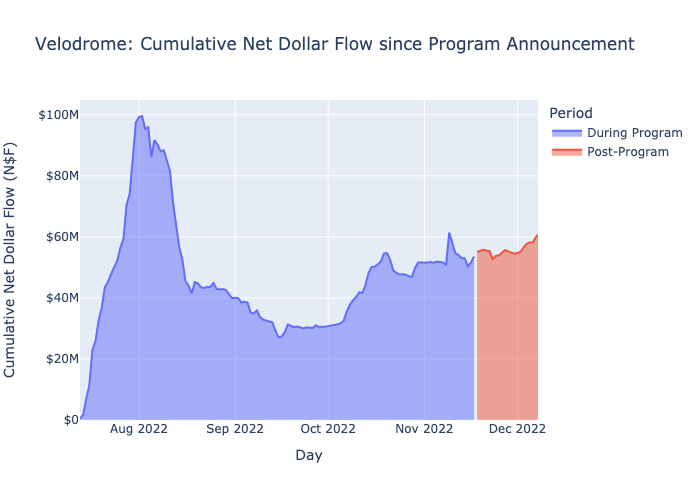 Velodrome: Cumulative Net Dollar Flow since Program Announcement
Cumulative Net Dollar Flow (N$F)
$100M
$80M
$60M
$40M
$20M
$0
Aug 2022
Sep 2022
Oct 2022
Nov 2022
Dec 2022
Day
Period
During Program
Post-Program